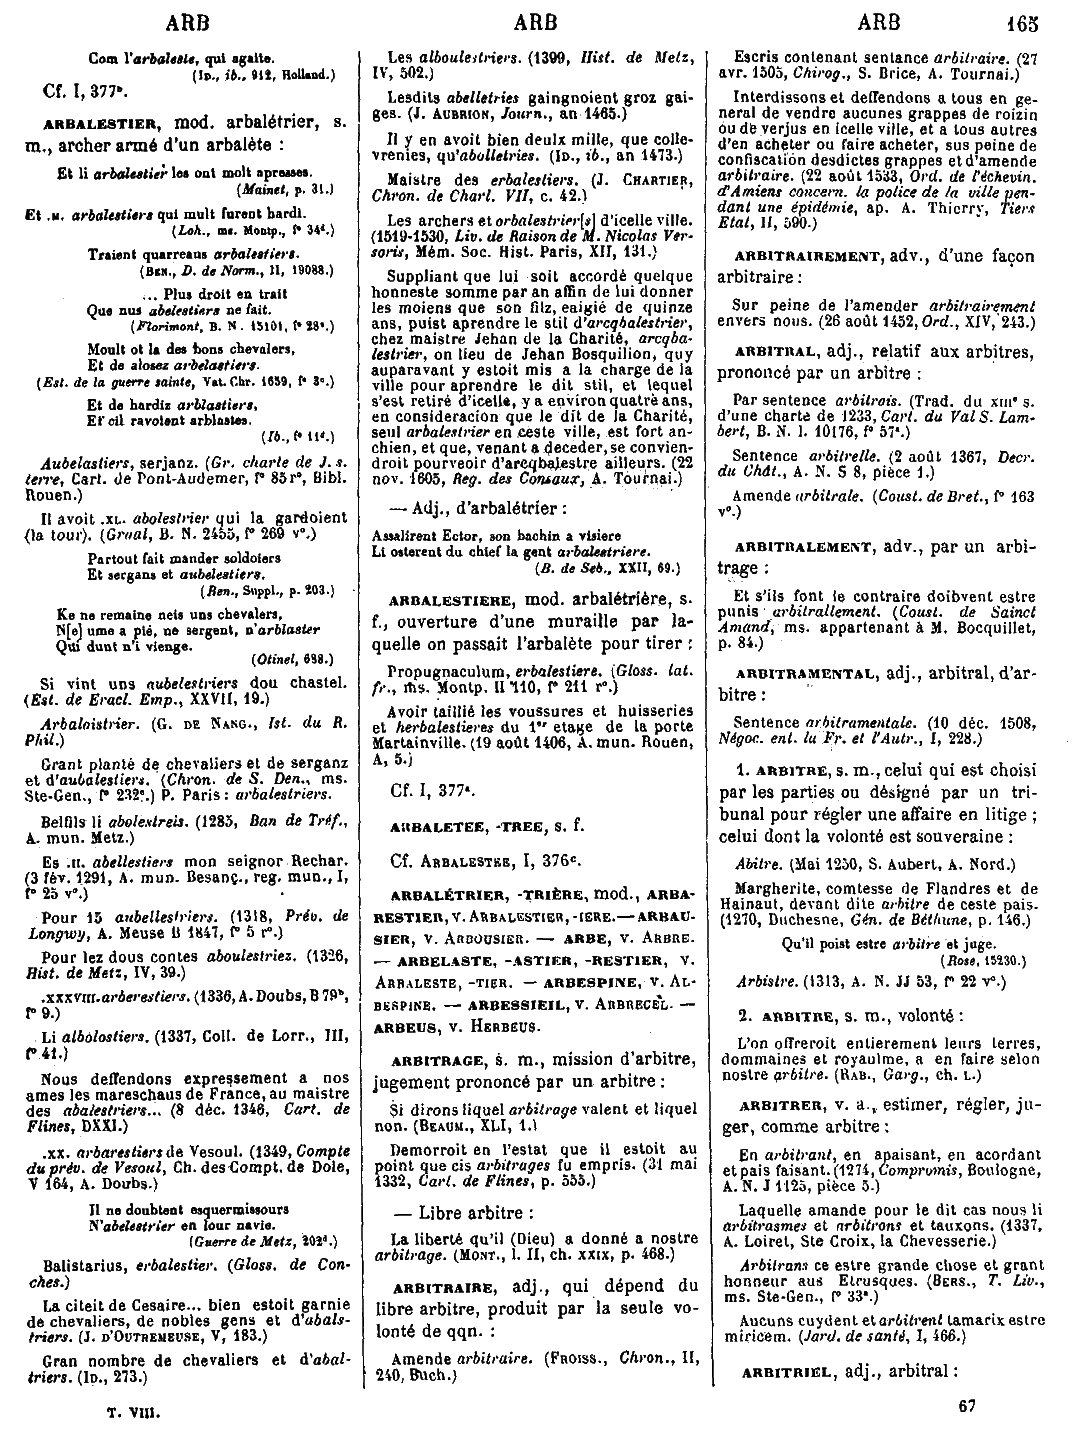 ARB
ARB
ARB 165
Com l'arbaleste, qui agaite.
(ID., ib., 912, Holland.)
Cf. I, 377ᵇ.
ARBALESTIER, mod. arbalétrier, s.
m., archer armé d'un arbalète :
Et li arbalestier les ont molt apresses.
(Mainet, p. 31.)
Et .M. arbalestiers qui mult furent hardi.
(Loh., ms. Montp., fº 34ᵈ.)
Traient quarreaus arbalestiers.
(BEN., D. de Norm., II, 19088.)
... Plus droit en trait
Que nus abelestiers ne fait.
(Florimont, B. N. 15101, fº 28ᵉ.)
Moult ot la des bons chevalers,
Et de alosez arbelastiers.
(Est. de la guerre sainte, Vat. Chr. 1659, fº 3ᶜ.)
Et de hardiz arblastiers,
Et cil ravoient arblastes.
(Ib., fº 11ᵈ.)
Aubelastiers, serjanz. (Gr. charte de J. s.
terre, Cart. de Pont-Audemer, fº 85 rº, Bibl.
Rouen.)
Il avoit .XL. abolestrier qui la gardoient
(la tour). (Graal, B. N. 2455, fº 269 vº.)
Partout fait mander soldoiers
Et sergans et aubelestiers.
(Ren., Suppl., p. 203.)
Ke ne remaine neis uns chevalers,
N[e] ume a pié, ne sergent, n'arblaster
Qui dunt n'i vienge.
(Otinel, 698.)
Si vint uns aubelestriers dou chastel.
(Est. de Eracl. Emp., XXVII, 19.)
Arbaloistrier. (G. DE NANG., Ist. du R.
Phil.)
Grant planté de chevaliers et de serganz
et d'aubalestiers. (Chron. de S. Den., ms.
Ste-Gen., fº 232ᶜ.) P. Paris : arbalestriers.
Belfils li abolextreis. (1285, Ban de Tréf.,
A. mun. Metz.)
Es .II. abellestiers mon seignor Rechar.
(3 fév. 1291, A. mun. Besanç., reg. mun., I,
fº 25 vº.)
Pour 15 aubellestriers. (1318, Prév. de
Longwy, A. Meuse B 1847, fº 5 rº.)
Pour lez dous contes aboulestriez. (1326,
Hist. de Metz, IV, 39.)
.XXXVIII. arberestiers. (1336, A. Doubs, B 79ᵇ,
fº 9.)
Li albolostiers. (1337, Coll. de Lorr., III,
fº 41.)
Nous deffendons expressement a nos
ames les mareschaus de France, au maistre
des abalestriers... (8 déc. 1346, Cart. de
Flines, DXXI.)
.XX. arbarestiers de Vesoul. (1349, Compte
du prév. de Vesoul, Ch. des Compt. de Dole,
V 164, A. Doubs.)
Il ne doubtent esquermissours
N'abelestrier en lour navie.
(Guerre de Metz, 202ᵈ.)
Balistarius, erbalestier. (Gloss. de Con-
ches.)
La citeit de Cesaire... bien estoit garnie
de chevaliers, de nobles gens et d'abals-
triers. (J. D'OUTREMEUSE, V, 183.)
Gran nombre de chevaliers et d'abal-
triers. (ID., 273.)
T. VIII.
Les alboulestriers. (1399, Hist. de Metz,
IV, 502.)
Lesdits abelletries gaingnoient groz gai-
ges. (J. AUBRION, Journ., an 1465.)
Il y en avoit bien deulx mille, que colle-
vrenies, qu'abolletries. (ID., ib., an 1473.)
Maistre des erbalestiers. (J. CHARTIER,
Chron. de Charl. VII, c. 42.)
Les archers et orbalestrier[s] d'icelle ville.
(1519-1530, Liv. de Raison de M. Nicolas Ver-
soris, Mém. Soc. Hist. Paris, XII, 131.)
Suppliant que lui soit accordé quelque
honneste somme par an affin de lui donner
les moiens que son filz, eaigié de quinze
ans, puist aprendre le stil d'arcqbalestrier,
chez maistre Jehan de la Charité, arcqba-
lestrier, on lieu de Jehan Bosquillon, quy
auparavant y estoit mis a la charge de la
ville pour aprendre le dit stil, et lequel
s'est retiré d'icelle, y a environ quatre ans,
en consideration que le dit de la Charité,
seul arbalestrier en ceste ville, est fort an-
chien, et que, venant a deceder, se convien-
droit pourveoir d'arcqbalestre ailleurs. (22
nov. 1605, Reg. des Consaux, A. Tournai.)
— Adj., d'arbalétrier :
Assalirent Ector, son bachin a visiere
Li osterent du chief la gent arbalestriere.
(B. de Seb., XXII, 69.)
ARBALESTIERE, mod. arbalétrière, s.
f., ouverture d'une muraille par la-
quelle on passait l'arbalète pour tirer :
Propugnaculum, erbalestiere. (Gloss. lat.
fr., ms. Montp. H 110, fº 211 rº.)
Avoir taillié les voussures et huisseries
et herbalestieres du 1ᵉʳ etage de la porte
Martainville. (19 août 1406, A. mun. Rouen,
A, 5.)
Cf. I, 377ᵃ.
ARBALETEE, -TREE, s. f.
Cf. ARBALESTEE, I, 376ᶜ.
ARBALÉTRIER, -TRIÈRE, mod., ARBA-
RESTIER, V. ARBALESTIER, -IERE. — ARBAU-
SIER, V. ARBOUSIER. — ARBE, V. ARBRE.
— ARBELASTE, -ASTIER, -RESTIER, V.
ARBALESTE, -TIER. — ARBESPINE, V. AL-
BESPINE. — ARBESSIEIL, V. ARBRECEL. —
ARBEUS, V. HERBEUS.
ARBITRAGE, s. m., mission d'arbitre,
jugement prononcé par un arbitre :
Si dirons liquel arbitrage valent et liquel
non. (BEAUM., XLI, 1.)
Demorroit en l'estat que il estoit au
point que cis arbitrages fu empris. (31 mai
1332, Cart. de Flines, p. 555.)
— Libre arbitre :
La liberté qu'il (Dieu) a donné a nostre
arbitrage. (MONT., l. II, ch. XXIX, p. 468.)
ARBITRAIRE, adj., qui dépend du
libre arbitre, produit par la seule vo-
lonté de qqn. :
Amende arbitraire. (FROISS., Chron., II,
240, Buch.)
Escris contenant sentance arbitraire. (27
avr. 1505, Chirog., S. Brice, A. Tournai.)
Interdissons et deffendons a tous en ge-
neral de vendre aucunes grappes de roizin
ou de verjus en icelle ville, et a tous autres
d'en acheter ou faire acheter, sus peine de
confiscation desdictes grappes et d'amende
arbitraire. (22 août 1533, Ord. de l'échevin.
d'Amiens concern. la police de la ville pen-
dant une épidémie, ap. A. Thierry, Tiers
Etat, II, 590.)
ARBITRAIREMENT, adv., d'une façon
arbitraire :
Sur peine de l'amender arbitrairement
envers nous. (26 août 1452, Ord., XIV, 243.)
ARBITRAL, adj., relatif aux arbitres,
prononcé par un arbitre :
Par sentence arbitrois. (Trad. du XIIIᵉ s.
d'une charte de 1233, Cart. du Val S. Lam-
bert, B. N. l. 10176, fº 57ᵃ.)
Sentence arbitrelle. (2 août 1367, Decr.
du Chât., A. N. S 8, pièce 1.)
Amende arbitrale. (Coust. de Bret., fº 163
vº.)
ARBITRALEMENT, adv., par un arbi-
trage :
Et s'ils font le contraire doibvent estre
punis arbitrallement. (Coust. de Sainct
Amand, ms. appartenant à M. Bocquillet,
p. 84.)
ARBITRAMENTAL, adj., arbitral, d'ar-
bitre :
Sentence arbitramentale. (10 déc. 1508,
Négoc. ent. la Fr. et l'Autr., I, 228.)
1. ARBITRE, s. m., celui qui est choisi
par les parties ou désigné par un tri-
bunal pour régler une affaire en litige ;
celui dont la volonté est souveraine :
Abitre. (Mai 1250, S. Aubert, A. Nord.)
Margherite, comtesse de Flandres et de
Hainaut, devant dite arbitre de ceste pais.
(1270, Duchesne, Gén. de Béthune, p. 146.)
Qu'il poist estre arbitre et juge.
(Rose, 15230.)
Arbistre. (1313, A. N. JJ 53, fº 22 vº.)
2. ARBITRE, s. m., volonté :
L'on offreroit entierement leurs terres,
dommaines et royaulme, a en faire selon
nostre arbitre. (RAB., Garg., ch. L.)
ARBITRER, v. a., estimer, régler, ju-
ger, comme arbitre :
En arbitrant, en apaisant, en acordant
et pais faisant. (1274, Compromis, Boulogne,
A. N. J 1125, pièce 5.)
Laquelle amande pour le dit cas nous li
arbitrasmes et arbitrons et tauxons. (1337,
A. Loiret, Ste Croix, la Chevesserie.)
Arbitrans ce estre grande chose et grant
honneur aus Etrusques. (BERS., T. Liv.,
ms. Ste-Gen., fº 33ᵃ.)
Aucuns cuydent et arbitrent tamarix estre
miricem. (Jard. de santé, I, 466.)
ARBITRIEL, adj., arbitral :
67